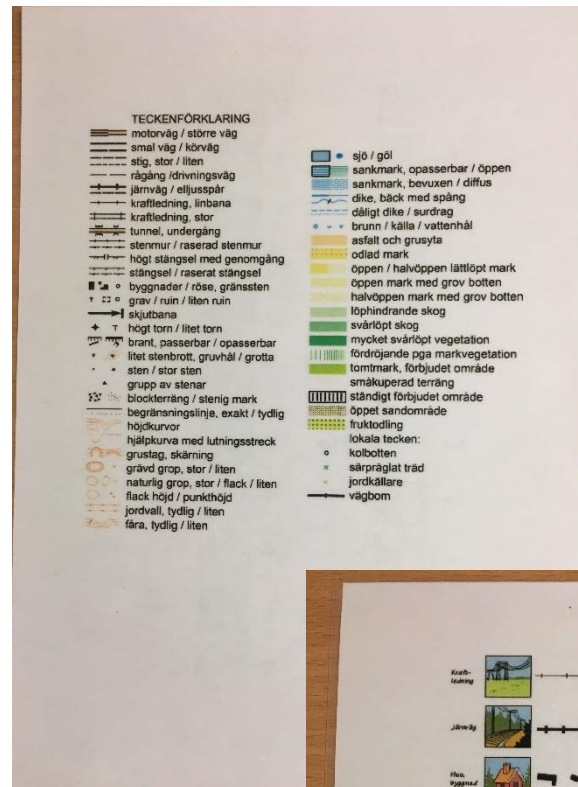 TECKENFÖRKLARING
motorväg / större väg
smal väg / körväg
stig, stor / liten
rågång /drivningsväg
järnväg / elljusspår
kraftledning, linbana
kraftledning, stor
tunnel, undergång
stenmur / raserad stenmur
högt stängsel med genomgång
stängsel / raserat stängsel
byggnader / röse, gränssten
grav / ruin / liten ruin
skjutbana
högt torn / litet torn
brant, passerbar / opasserbar
litet stenbrott, gruvhål / grotta
sten / stor sten
grupp av stenar
blockterräng / stenig mark
begränsningslinje, exakt / tydlig
höjdkurvor
hjälpkurva med lutningsstreck
grustag, skärning
grävd grop, stor / liten
naturlig grop, stor / flack / liten
flack höjd / punkthöjd
jordvall, tydlig / liten
fåra, tydlig / liten
sjö / göl
sankmark, opasserbar / öppen
sankmark, bevuxen / diffus
dike, bäck med spång
dåligt dike / surdrag
brunn / källa / vattenhål
asfalt och grusyta
odlad mark
öppen / halvöppen lättlöpt mark
öppen mark med grov botten
halvöppen mark med grov botten
löphindrande skog
svårlöpt skog
mycket svårlöpt vegetation
fördröjande pga markvegetation
tomtmark, förbjudet område
småkuperad terräng
ständigt förbjudet område
öppet sandområde
fruktodling
lokala tecken:
kolbotten
särpräglat träd
jordkällare
vägbom
Kraft-
ledning
Järnväg
Hus,
byggnad